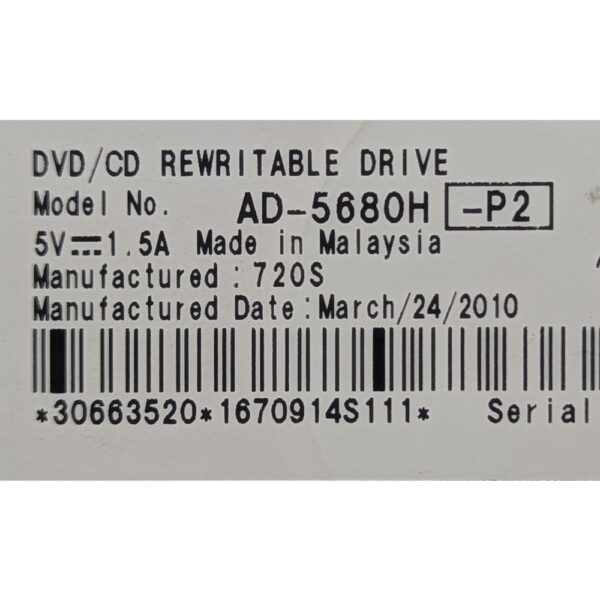 DVD/CD REWRITABLE DRIVE
Model No. AD-5680H -P2
5V⎓1.5A Made in Malaysia
Manufactured : 720S
Manufactured Date : March/24/2010
*30663520*1670914S111* Serial